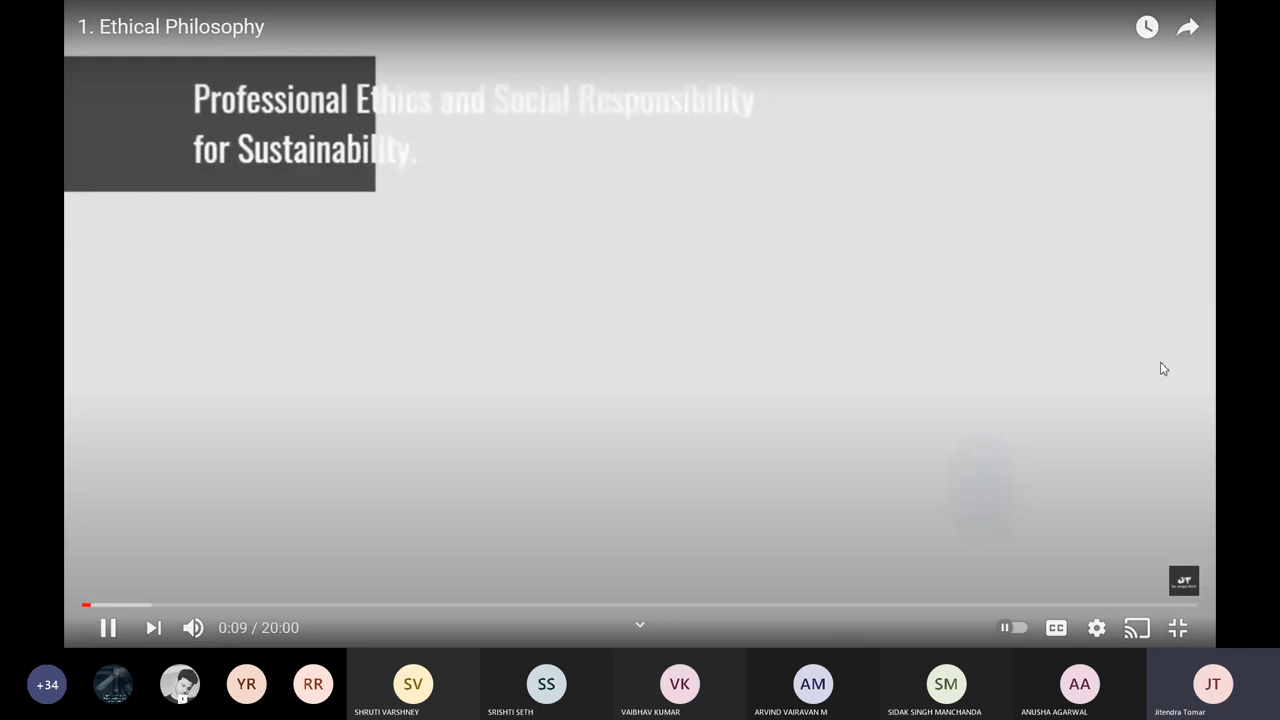 1. Ethical Philosophy
Professional Ethics and Social Responsibility
for Sustainability.
0:09 / 20:00
CC
+34
YR
RR
SV
SS
VK
AM
SM
AA
JT
SHRUTI VARSHNEY
SRISHTI SETH
VAIBHAV KUMAR
ARVIND VAIRAVAN M
SIDAK SINGH MANCHANDA
ANUSHA AGARWAL
Jitendra Tomar